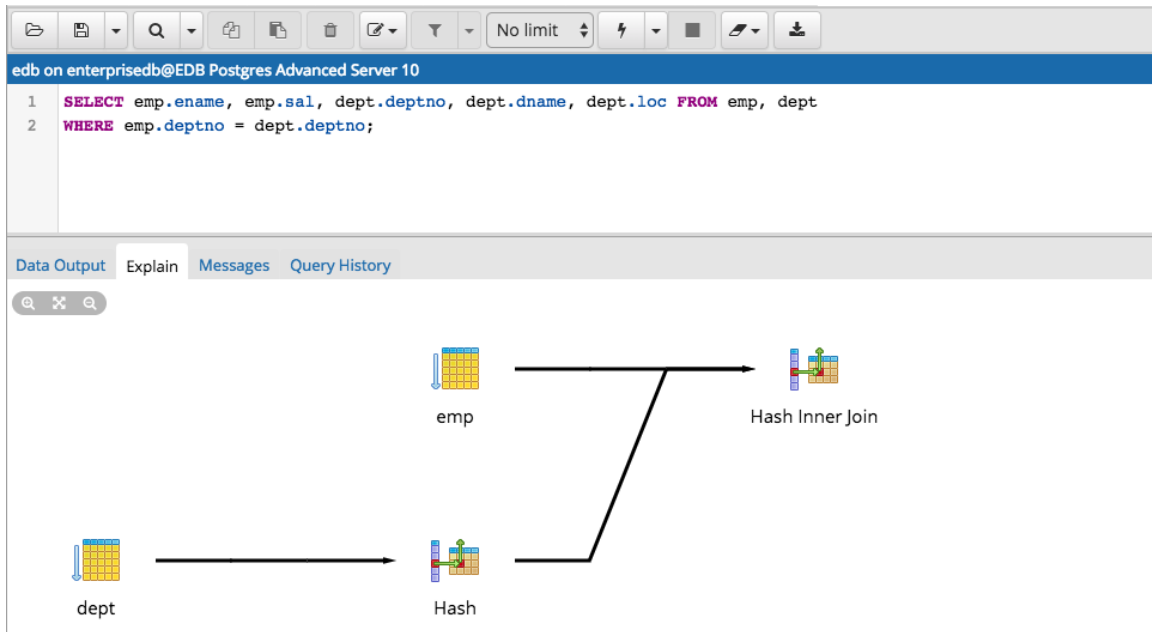 No limit
edb on enterprisedb@EDB Postgres Advanced Server 10
1 SELECT emp.ename, emp.sal, dept.deptno, dept.dname, dept.loc FROM emp, dept
2 WHERE emp.deptno = dept.deptno;
Data Output Explain Messages Query History
emp
Hash Inner Join
dept
Hash